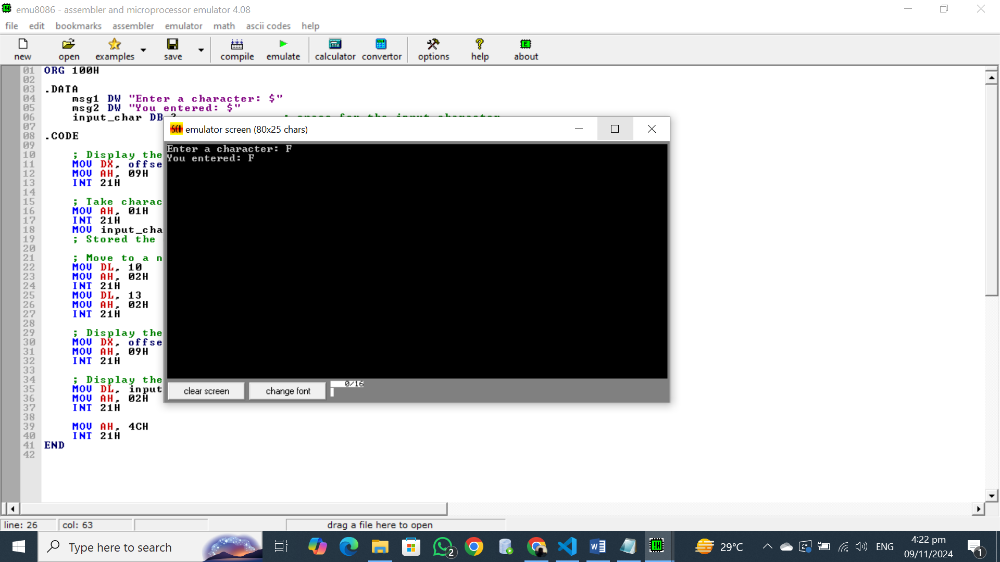 emu8086 - assembler and microprocessor emulator 4.08
file edit bookmarks assembler emulator math ascii codes help
new open examples save compile emulate calculator convertor options help about
01 ORG 100H
02
03 .DATA
04 msg1 DW "Enter a character: $"
05 msg2 DW "You entered: $"
06 input_char DB ? ; space for the input character
07
08 .CODE
09
10 ; Display the
11 MOV DX, offse
12 MOV AH, 09H
13 INT 21H
14
15 ; Take charac
16 MOV AH, 01H
17 INT 21H
18 MOV input_cha
19 ; Stored the
20
21 ; Move to a n
22 MOV DL, 10
23 MOV AH, 02H
24 INT 21H
25 MOV DL, 13
26 MOV AH, 02H
27 INT 21H
28
29 ; Display the
30 MOV DX, offse
31 MOV AH, 09H
32 INT 21H
33
34 ; Display the
35 MOV DL, input
36 MOV AH, 02H
37 INT 21H
38
39 MOV AH, 4CH
40 INT 21H
41 END
42
SCR emulator screen (80x25 chars)
Enter a character: F
You entered: F
clear screen change font 0/16
line: 26 col: 63 drag a file here to open
Type here to search 2 29°C ENG 4:22 pm
09/11/2024 1